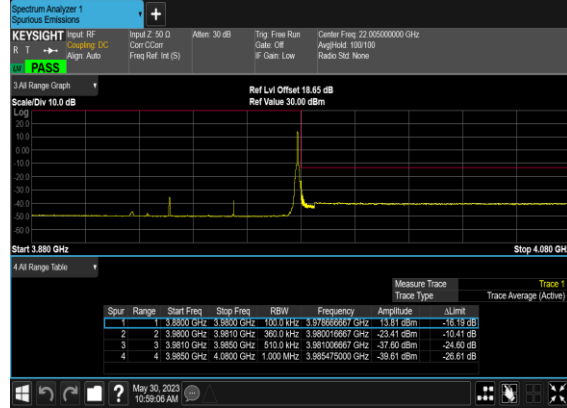 Spectrum Analyzer 1
Spurious Emissions
+
KEYSIGHT Input: RF Input Z: 50 Ω Atten: 30 dB Trig: Free Run Center Freq: 22.005000000 GHz
R T Coupling: DC Corr CCorr Gate: Off Avg|Hold: 100/100
Align: Auto Freq Ref: Int (S) IF Gain: Low Radio Std: None
PASS
3 All Range Graph
Ref Lvl Offset 18.65 dB
Scale/Div 10.0 dB Ref Value 30.00 dBm
Log
20.0
10.0
0.00
-10.0
-20.0
-30.0
-40.0
-50.0
-60.0
Start 3.880 GHz Stop 4.080 GHz
4 All Range Table
Measure Trace Trace 1
Trace Type Trace Average (Active)
Spur Range Start Freq Stop Freq RBW Frequency Amplitude ΔLimit
1 1 3.8800 GHz 3.9800 GHz 100.0 kHz 3.978666667 GHz 13.81 dBm -16.19 dB
2 2 3.9800 GHz 3.9810 GHz 360.0 kHz 3.980016667 GHz -23.41 dBm -10.41 dB
3 3 3.9810 GHz 3.9850 GHz 510.0 kHz 3.981006667 GHz -37.60 dBm -24.60 dB
4 4 3.9850 GHz 4.0800 GHz 1.000 MHz 3.985475000 GHz -39.61 dBm -26.61 dB
? May 30, 2023
10:59:06 AM